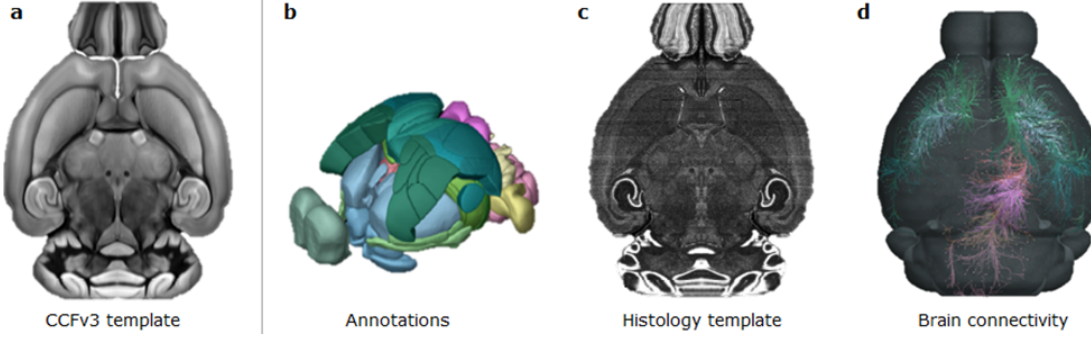 a
b
c
d
CCFv3 template
Annotations
Histology template
Brain connectivity